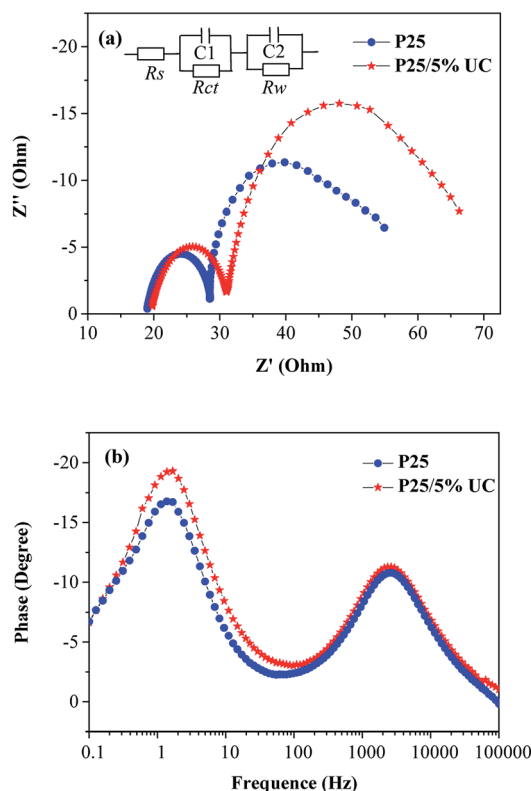 (a)
C1
C2
Rs
Rct
Rw
P25
P25/5% UC
-20
-15
-10
-5
0
Z'' (Ohm)
10 20 30 40 50 60 70
Z' (Ohm)
(b)
P25
P25/5% UC
-20
-15
-10
-5
0
Phase (Degree)
0.1 1 10 100 1000 10000 100000
Frequence (Hz)